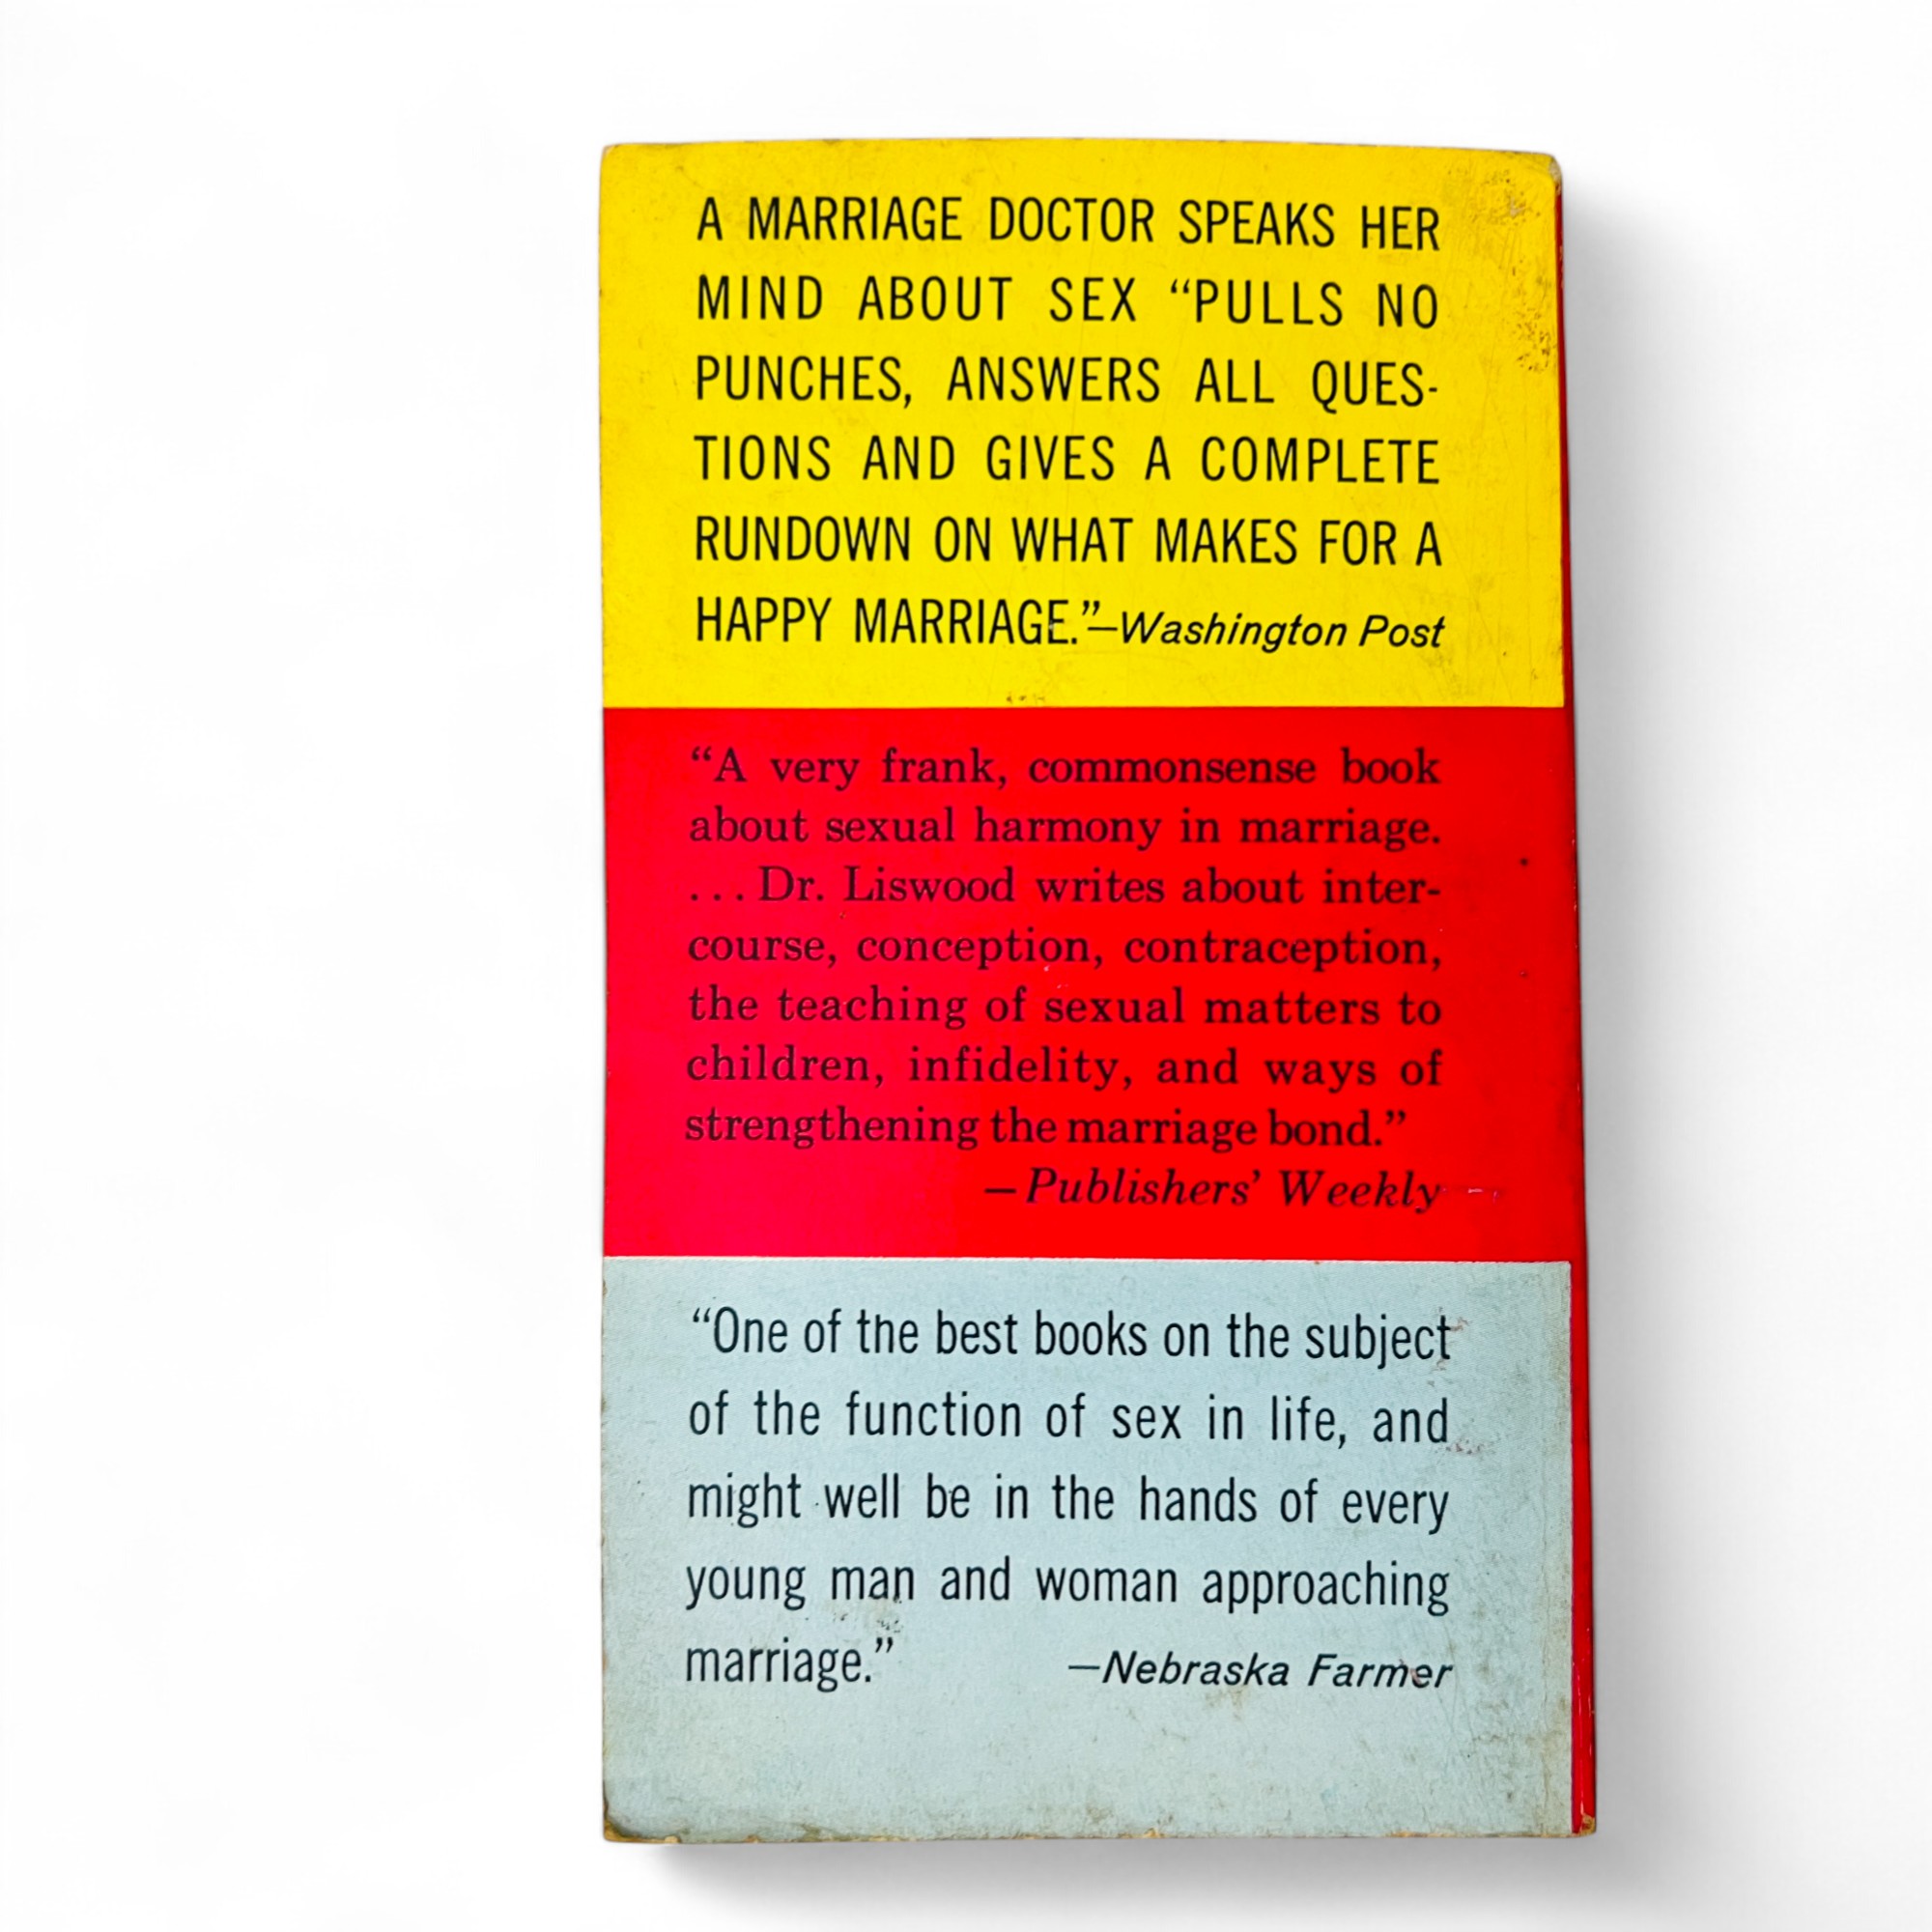 A MARRIAGE DOCTOR SPEAKS HER
MIND ABOUT SEX “PULLS NO
PUNCHES, ANSWERS ALL QUES-
TIONS AND GIVES A COMPLETE
RUNDOWN ON WHAT MAKES FOR A
HAPPY MARRIAGE.”—Washington Post
“A very frank, commonsense book
about sexual harmony in marriage.
... Dr. Liswood writes about inter-
course, conception, contraception,
the teaching of sexual matters to
children, infidelity, and ways of
strengthening the marriage bond.”
—Publishers’ Weekly
“One of the best books on the subject
of the function of sex in life, and
might well be in the hands of every
young man and woman approaching
marriage.” —Nebraska Farmer